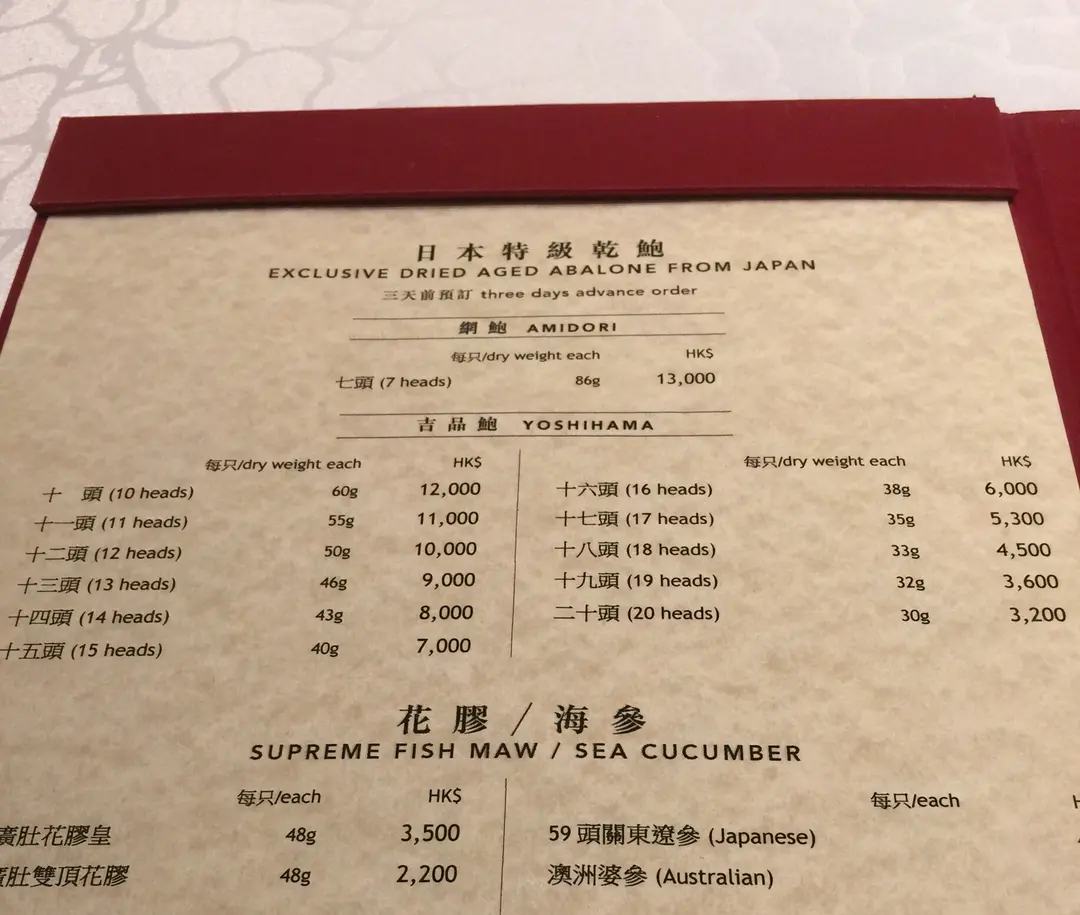 日本特級乾鮑
EXCLUSIVE DRIED AGED ABALONE FROM JAPAN
三天前預訂 three days advance order
網鮑 AMIDORI
每只/dry weight each HK$
七頭 (7 heads) 86g 13,000
吉品鮑 YOSHIHAMA
每只/dry weight each HK$
十 頭 (10 heads) 60g 12,000
十一頭 (11 heads) 55g 11,000
十二頭 (12 heads) 50g 10,000
十三頭 (13 heads) 46g 9,000
十四頭 (14 heads) 43g 8,000
十五頭 (15 heads) 40g 7,000
每只/dry weight each HK$
十六頭 (16 heads) 38g 6,000
十七頭 (17 heads) 35g 5,300
十八頭 (18 heads) 33g 4,500
十九頭 (19 heads) 32g 3,600
二十頭 (20 heads) 30g 3,200
花膠 / 海參
SUPREME FISH MAW / SEA CUCUMBER
每只/each HK$
廣肚花膠皇 48g 3,500
廣肚雙頂花膠 48g 2,200
每只/each
59 頭關東遼參 (Japanese)
澳洲婆參 (Australian)